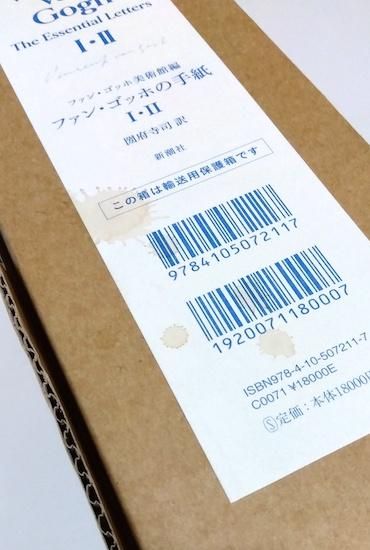 Gogh
The Essential Letters
I・II
ファン・ゴッホ美術館編
ファン・ゴッホの手紙
I・II
圀府寺司 訳
新潮社
この箱は輸送用保護箱です
9784105072117
1920071180007
ISBN978-4-10-507211-7
C0071 ¥18000E
Ⓢ定価：本体18000円